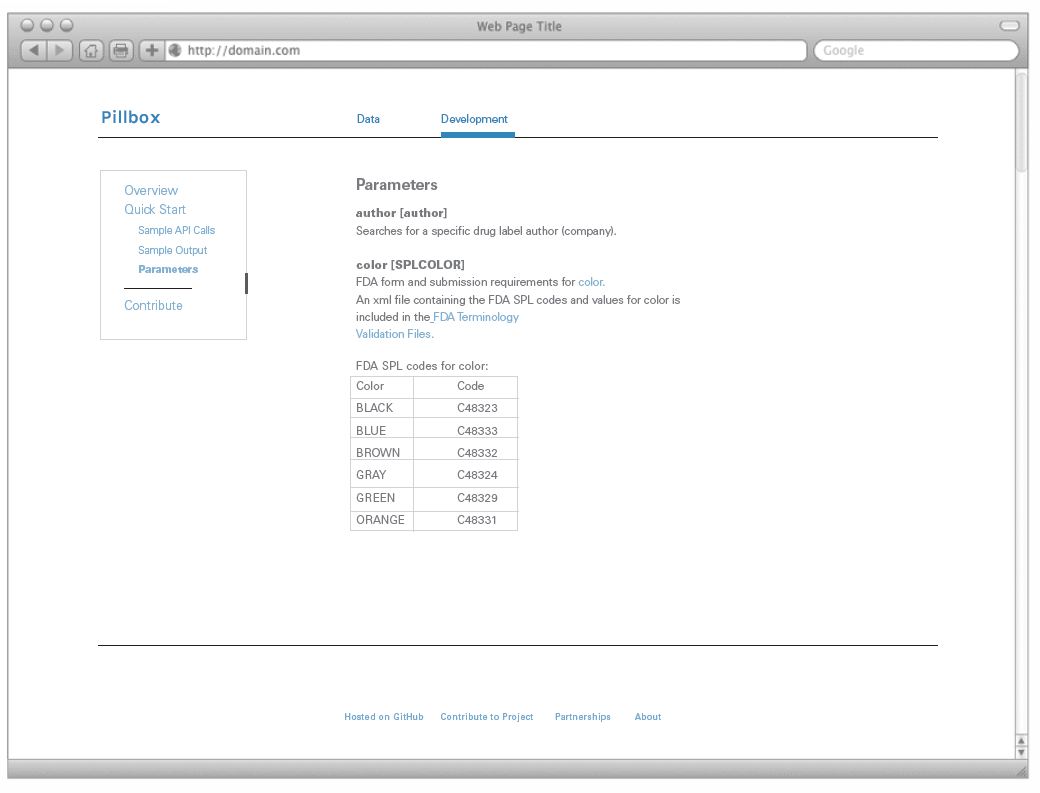 Web Page Title
http://domain.com
Google
Pillbox
Data
Development
Overview
Quick Start
Sample API Calls
Sample Output
Parameters
Contribute
Parameters
author [author]
Searches for a specific drug label author (company).
color [SPLCOLOR]
FDA form and submission requirements for color.
An xml file containing the FDA SPL codes and values for color is
included in the FDA Terminology
Validation Files.
FDA SPL codes for color:
Color Code
BLACK C48323
BLUE C48333
BROWN C48332
GRAY C48324
GREEN C48329
ORANGE C48331
Hosted on GitHub Contribute to Project Partnerships About